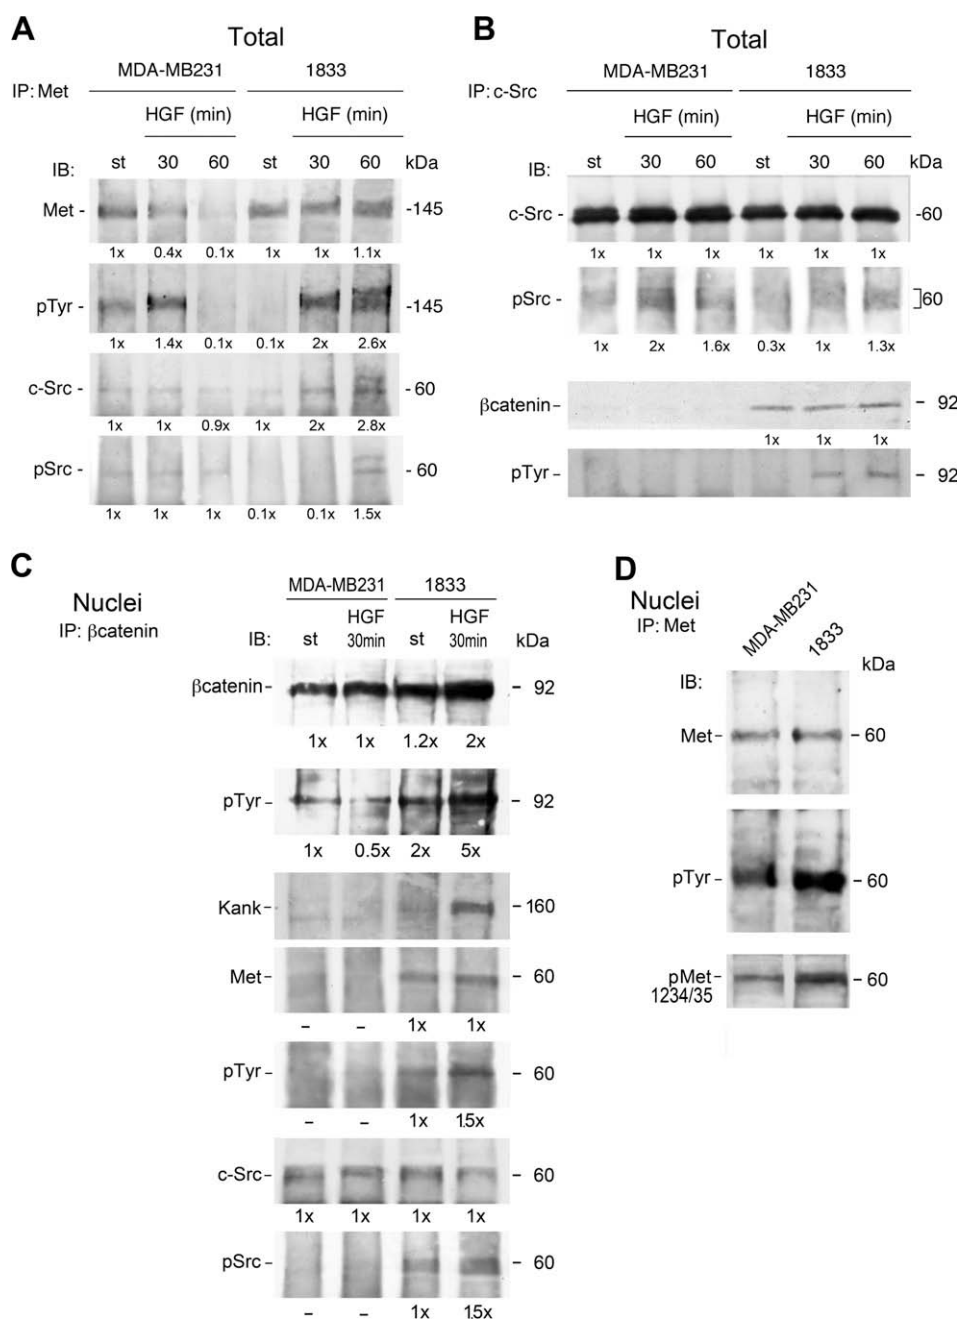 A
Total
MDA-MB231 1833
IP: Met
HGF (min) HGF (min)
st 30 60 st 30 60 kDa
IB:
Met - -145
1x 0.4x 0.1x 1x 1x 1.1x
pTyr - -145
1x 1.4x 0.1x 0.1x 2x 2.6x
c-Src - - 60
1x 1x 0.9x 1x 2x 2.8x
pSrc - - 60
1x 1x 1x 0.1x 0.1x 1.5x
B
Total
MDA-MB231 1833
IP: c-Src
HGF (min) HGF (min)
st 30 60 st 30 60 kDa
IB:
c-Src- -60
1x 1x 1x 1x 1x 1x
pSrc- 60
1x 2x 1.6x 0.3x 1x 1.3x
βcatenin - - 92
1x 1x 1x
pTyr - - 92
C
Nuclei
IP: βcatenin
MDA-MB231 1833
HGF HGF
IB: st 30min st 30min kDa
βcatenin- - 92
1x 1x 1.2x 2x
pTyr- - 92
1x 0.5x 2x 5x
Kank- -160
Met- - 60
- - 1x 1x
pTyr- - 60
- - 1x 15x
c-Src- - 60
1x 1x 1x 1x
pSrc- - 60
- - 1x 15x
D
Nuclei
IP: Met
MDA-MB231
1833
kDa
IB:
Met- - 60
pTyr- - 60
pMet- - 60
1234/35